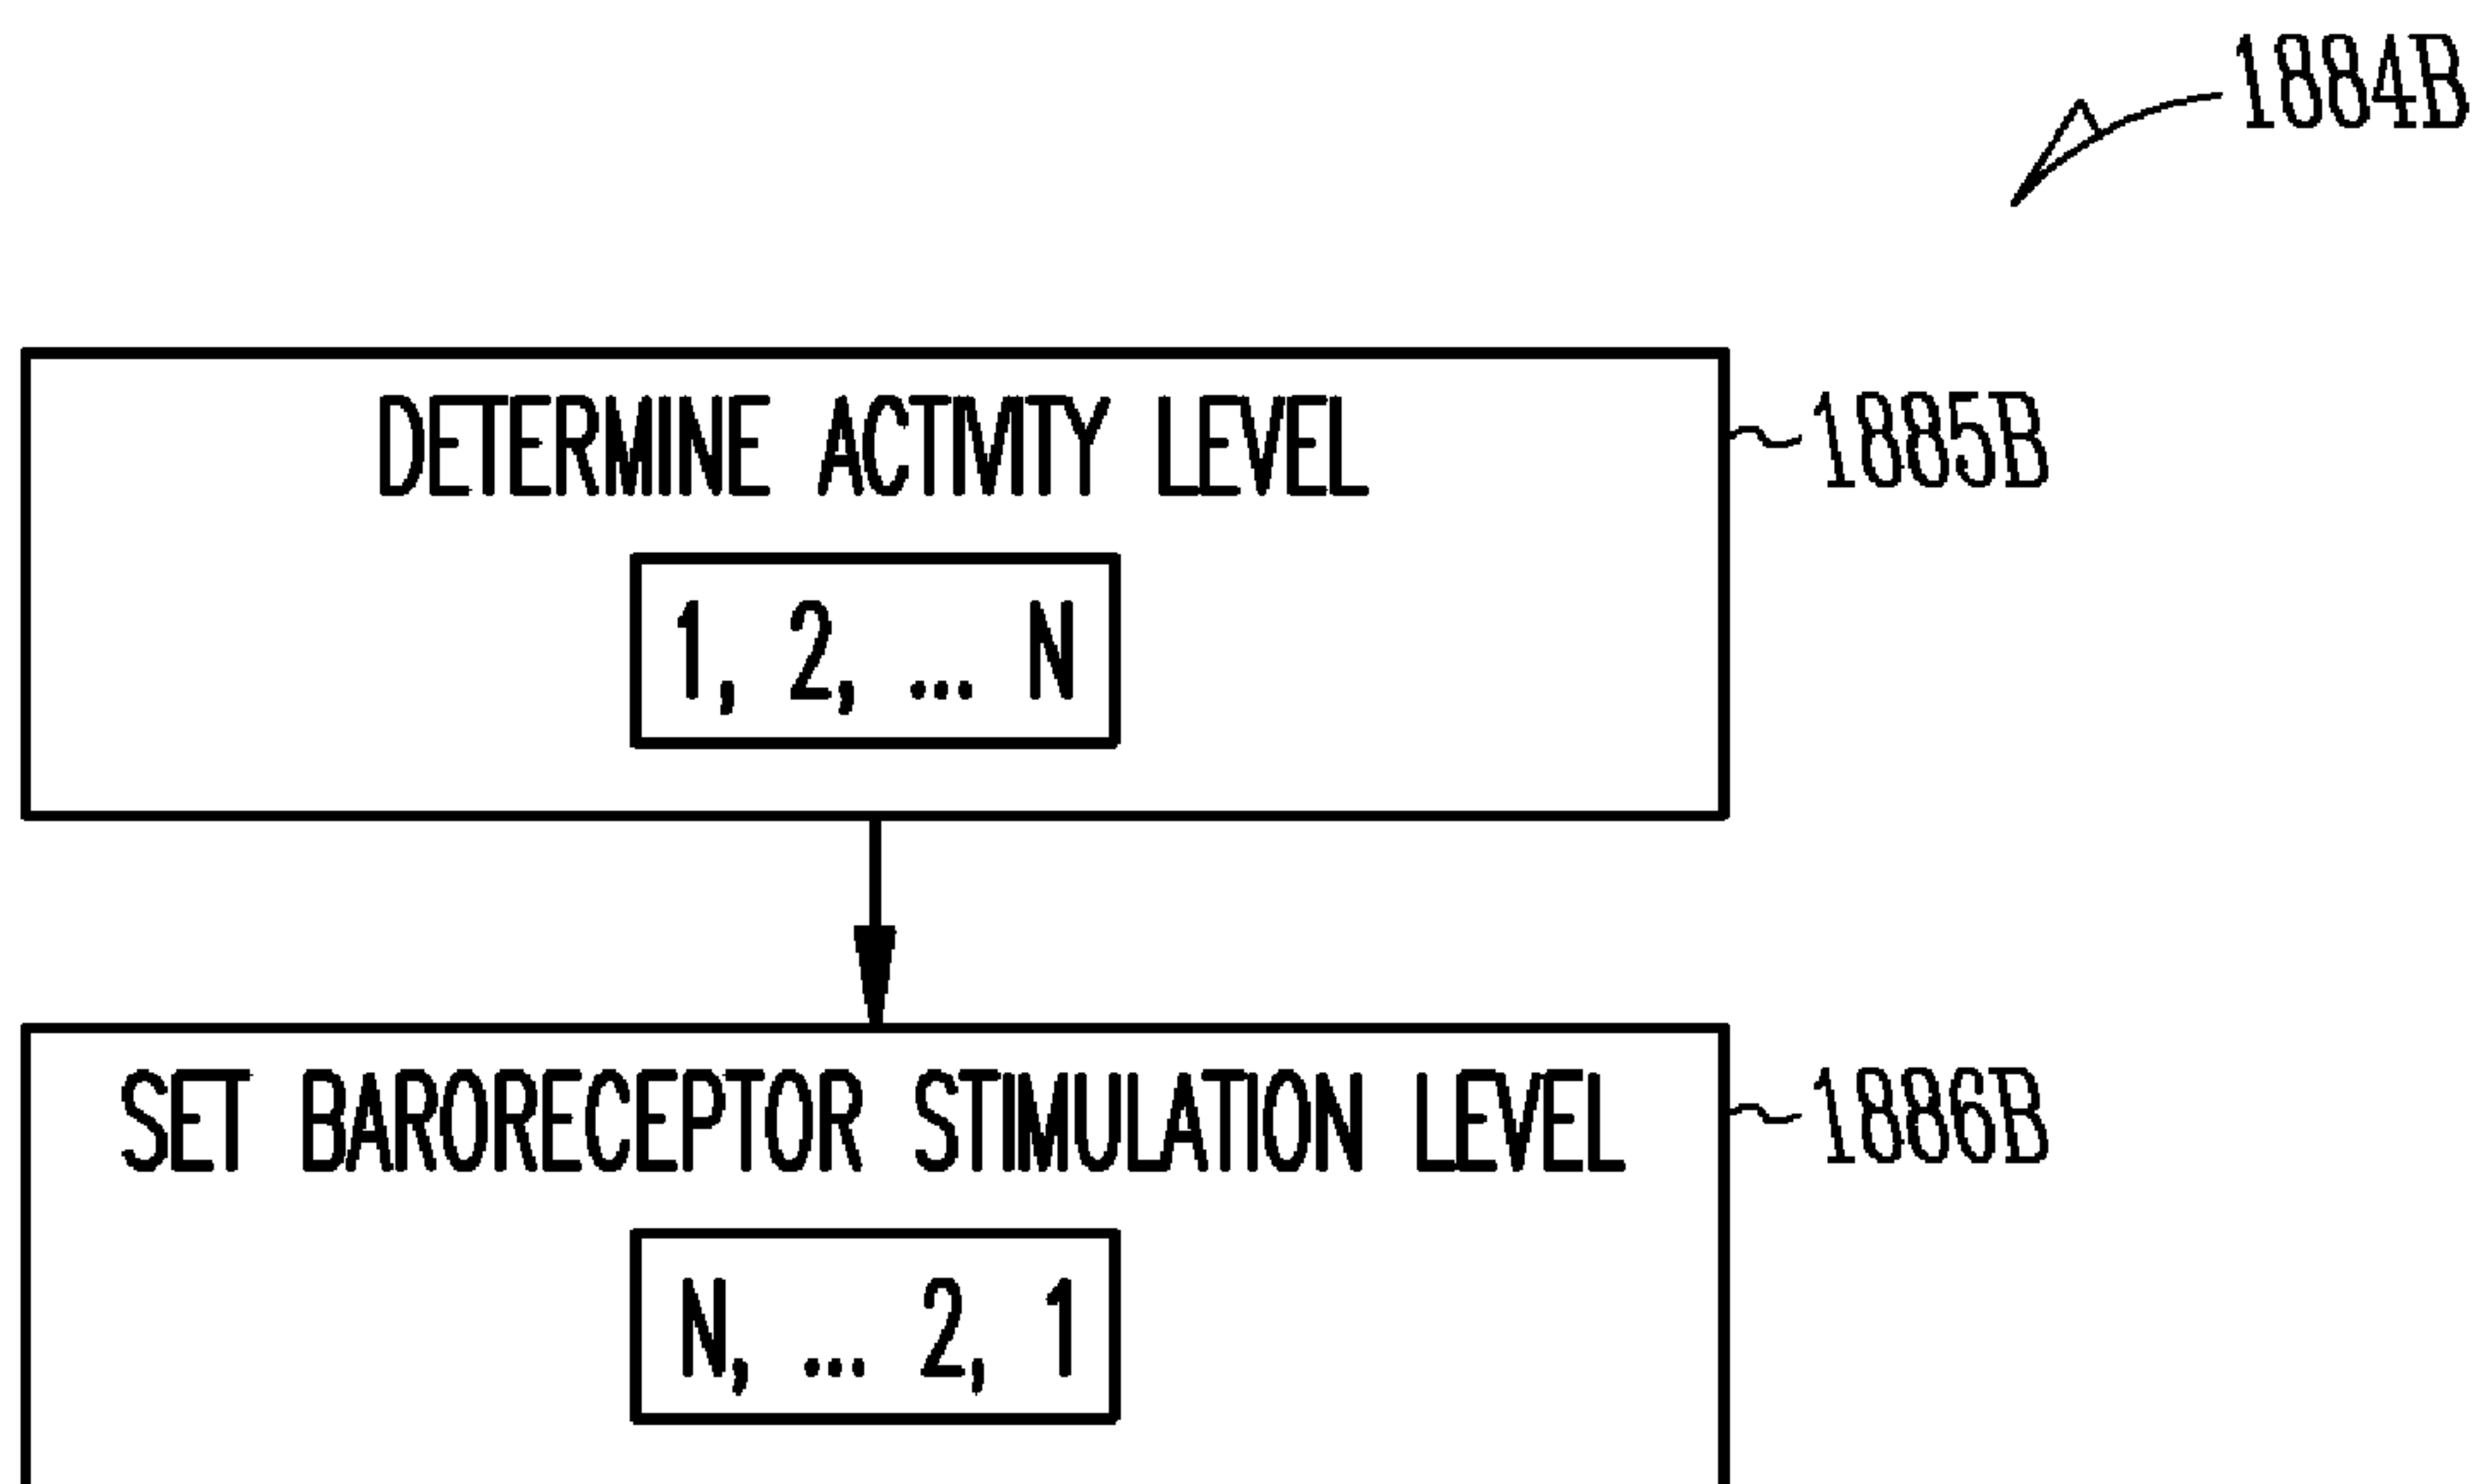 1884B
DETERMINE ACTIVITY LEVEL
1885B
1, 2, ... N
SET BARORECEPTOR STIMULATION LEVEL
1886B
N, ... 2, 1